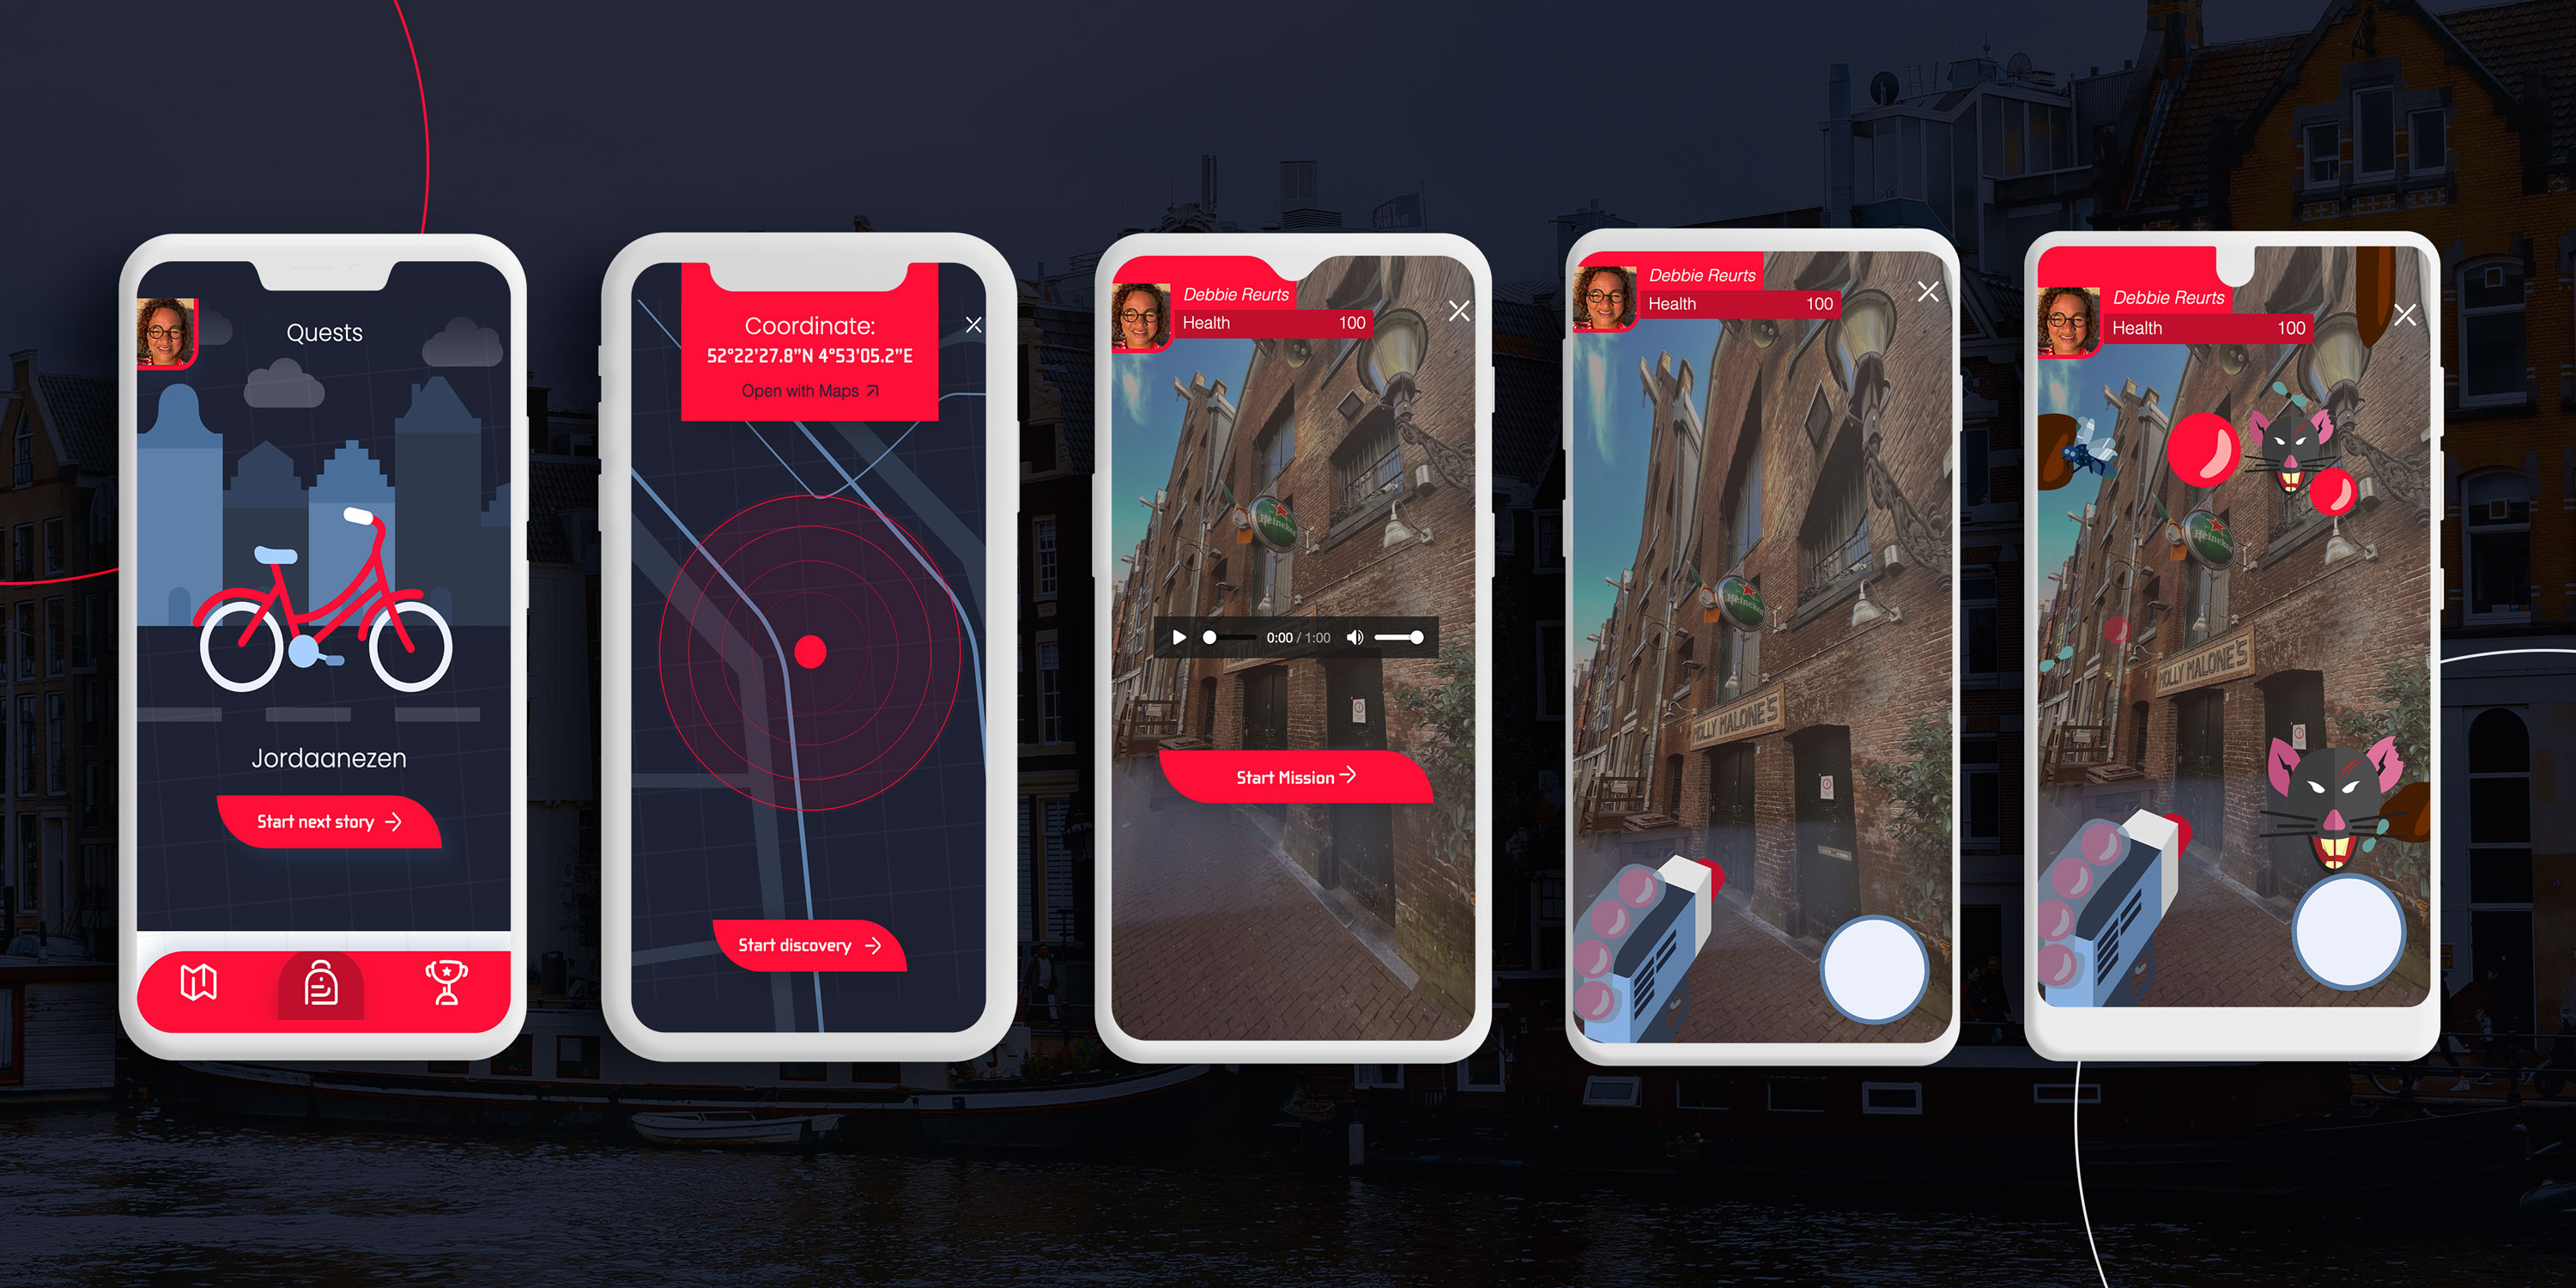 Quests
Jordaanezen
Start next story
Coordinate:
52°22'27.8"N 4°53'05.2"E
Open with Maps
Start discovery
Debbie Reurts
Health 100
Heineken
0:00 / 1:00
Start Mission
Debbie Reurts
Health 100
Heineken
MOLLY MALONE'S
Debbie Reurts
Health 100
Heineken
MOLLY MALONE'S